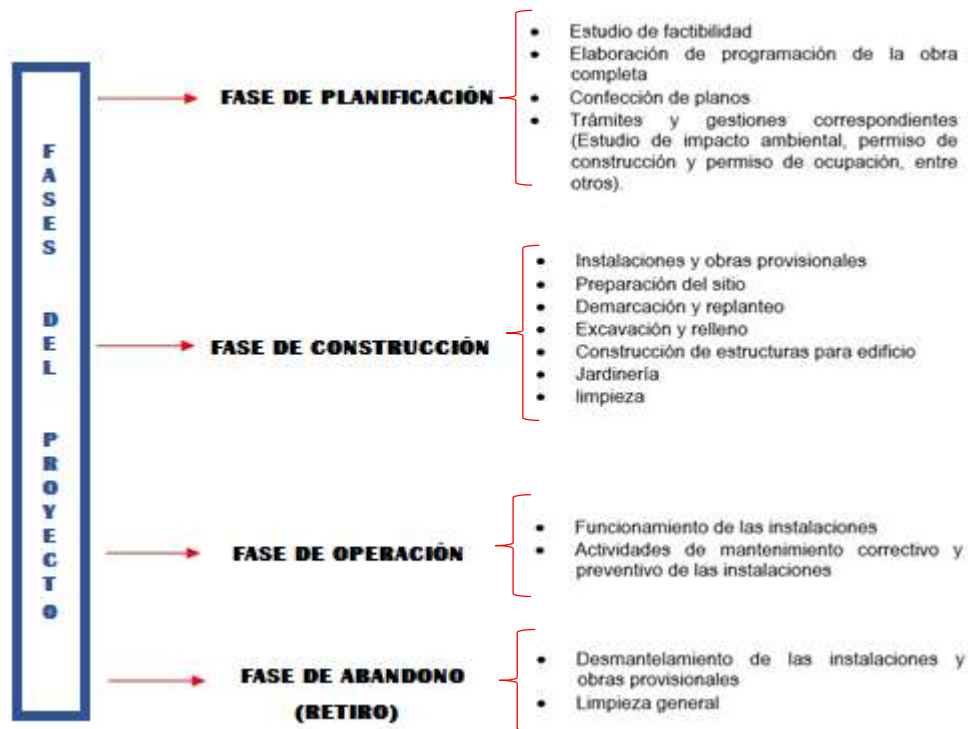 FASES DEL PROYECTO
FASE DE PLANIFICACIÓN
• Estudio de factibilidad
• Elaboración de programación de la obra
completa
• Confección de planos
• Trámites y gestiones correspondientes
(Estudio de impacto ambiental, permiso de
construcción y permiso de ocupación, entre
otros).
FASE DE CONSTRUCCIÓN
• Instalaciones y obras provisionales
• Preparación del sitio
• Demarcación y replanteo
• Excavación y relleno
• Construcción de estructuras para edificio
• Jardinería
• limpieza
FASE DE OPERACIÓN
• Funcionamiento de las instalaciones
• Actividades de mantenimiento correctivo y
preventivo de las instalaciones
FASE DE ABANDONO
(RETIRO)
• Desmantelamiento de las instalaciones y
obras provisionales
• Limpieza general